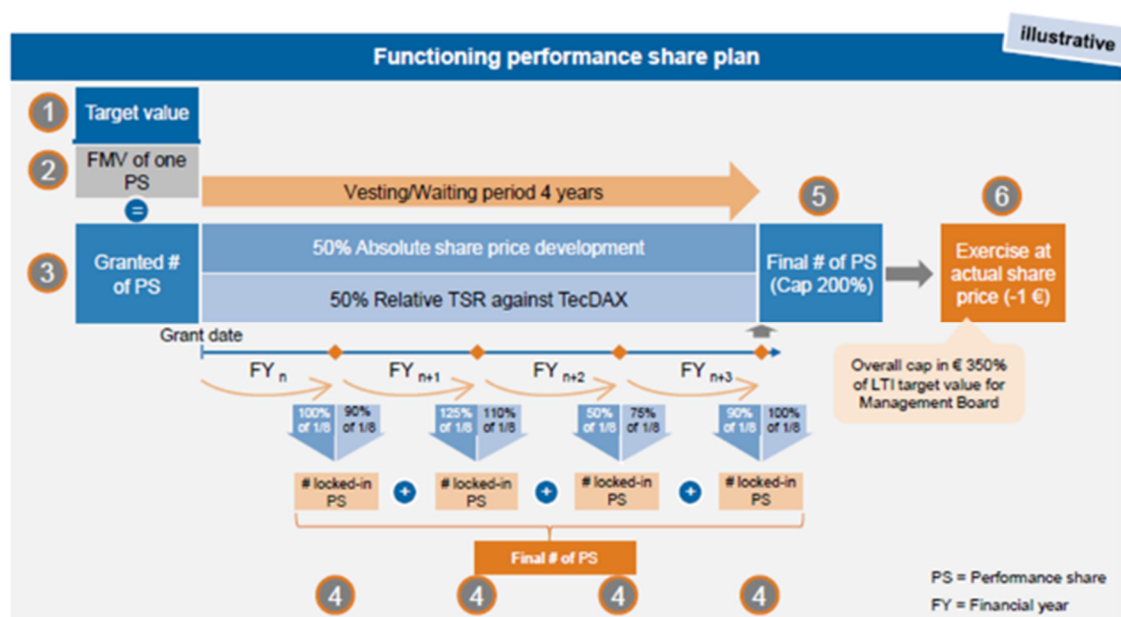 illustrative
Functioning performance share plan
1
Target value
2
FMV of one
PS
=
Vesting/Waiting period 4 years
5
6
3
Granted #
of PS
50% Absolute share price development
50% Relative TSR against TecDAX
Final # of PS
(Cap 200%)
Exercise at
actual share
price (-1 €)
Grant date
FY n
FY n+1
FY n+2
FY n+3
Overall cap in € 350%
of LTI target value for
Management Board
100%
of 1/8
90%
of 1/8
125%
of 1/8
110%
of 1/8
50%
of 1/8
75%
of 1/8
90%
of 1/8
100%
of 1/8
# locked-in
PS
+
# locked-in
PS
+
# locked-in
PS
+
# locked-in
PS
Final # of PS
4
4
4
4
PS = Performance share
FY = Financial year